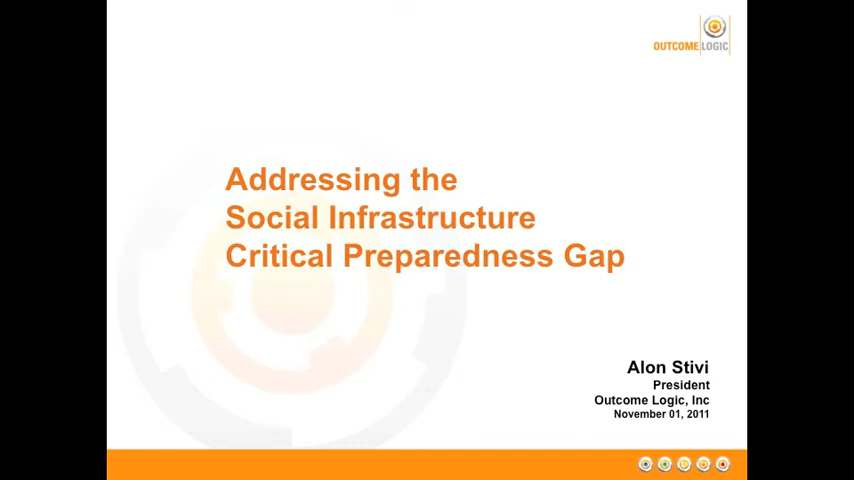 OUTCOME LOGIC
Addressing the
Social Infrastructure
Critical Preparedness Gap
Alon Stivi
President
Outcome Logic, Inc
November 01, 2011